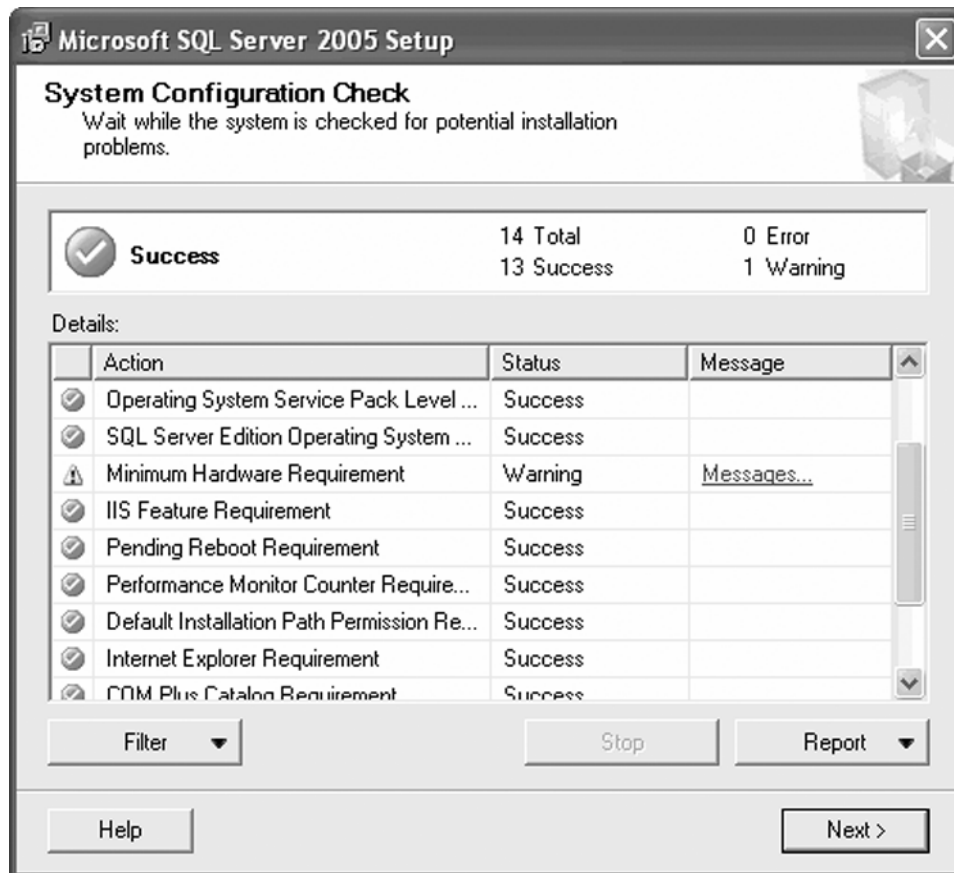 Microsoft SQL Server 2005 Setup
System Configuration Check
Wait while the system is checked for potential installation
problems.
Success
14 Total
0 Error
13 Success
1 Warning
Details:
Action Status Message
Operating System Service Pack Level ... Success
SQL Server Edition Operating System ... Success
Minimum Hardware Requirement Warning Messages...
IIS Feature Requirement Success
Pending Reboot Requirement Success
Performance Monitor Counter Require... Success
Default Installation Path Permission Re... Success
Internet Explorer Requirement Success
COM Plus Catalog Requirement Success
Filter Stop Report
Help Next >